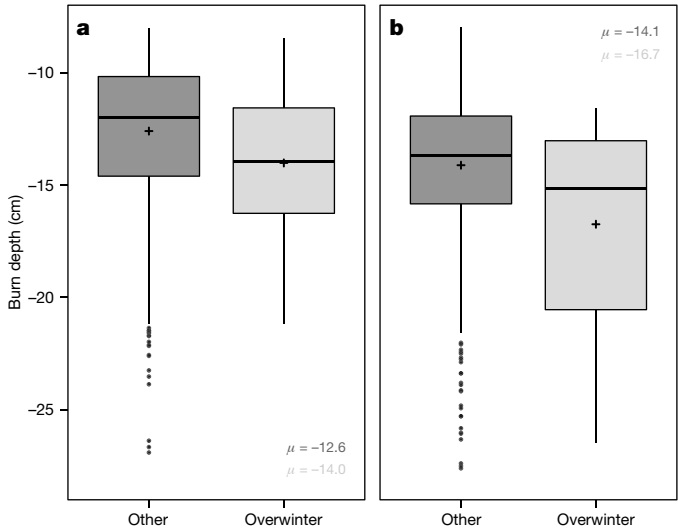 a
b
μ = −14.1
μ = −16.7
−10
−15
−20
−25
Burn depth (cm)
μ = −12.6
μ = −14.0
Other
Overwinter
Other
Overwinter